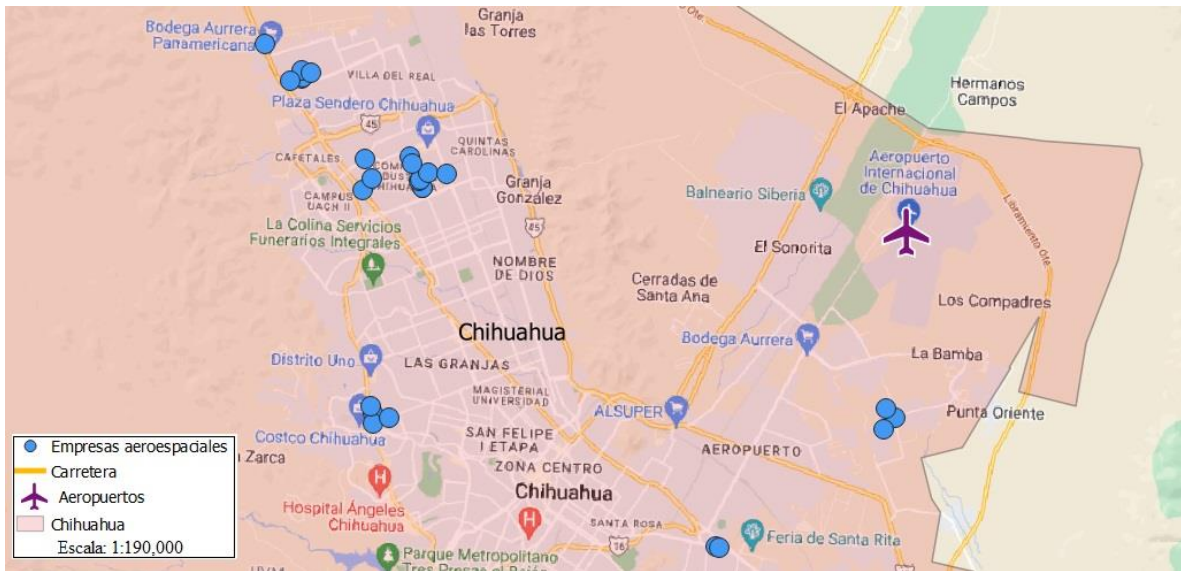 Bodega Aurrera
Panamericana
Granja
las Torres
VILLA DEL REAL
Plaza Sendero Chihuahua
45
QUINTAS
CAROLINAS
CAFETALES
CAMPUS
UACH II
CHIHUAHUA
Granja
González
La Colina Servicios
Funerarios Integrales
45
NOMBRE
DE DIOS
Chihuahua
Distrito Uno
LAS GRANJAS
MAGISTERIAL
UNIVERSIDAD
Costco Chihuahua
SAN FELIPE
I ETAPA
Zarca
ZONA CENTRO
Chihuahua
Hospital Ángeles
Chihuahua
SANTA ROSA
16
Parque Metropolitano
Tres Presas el Rejón
Hermanos
Campos
El Apache
Aeropuerto
Internacional
de Chihuahua
Balneario Siberia
El Sonorita
Libramiento Ote.
Cerradas de
Santa Ana
Los Compadres
Bodega Aurrera
La Bamba
ALSUPER
Punta Oriente
AEROPUERTO
Feria de Santa Rita
Empresas aeroespaciales
Carretera
Aeropuertos
Chihuahua
Escala: 1:190,000